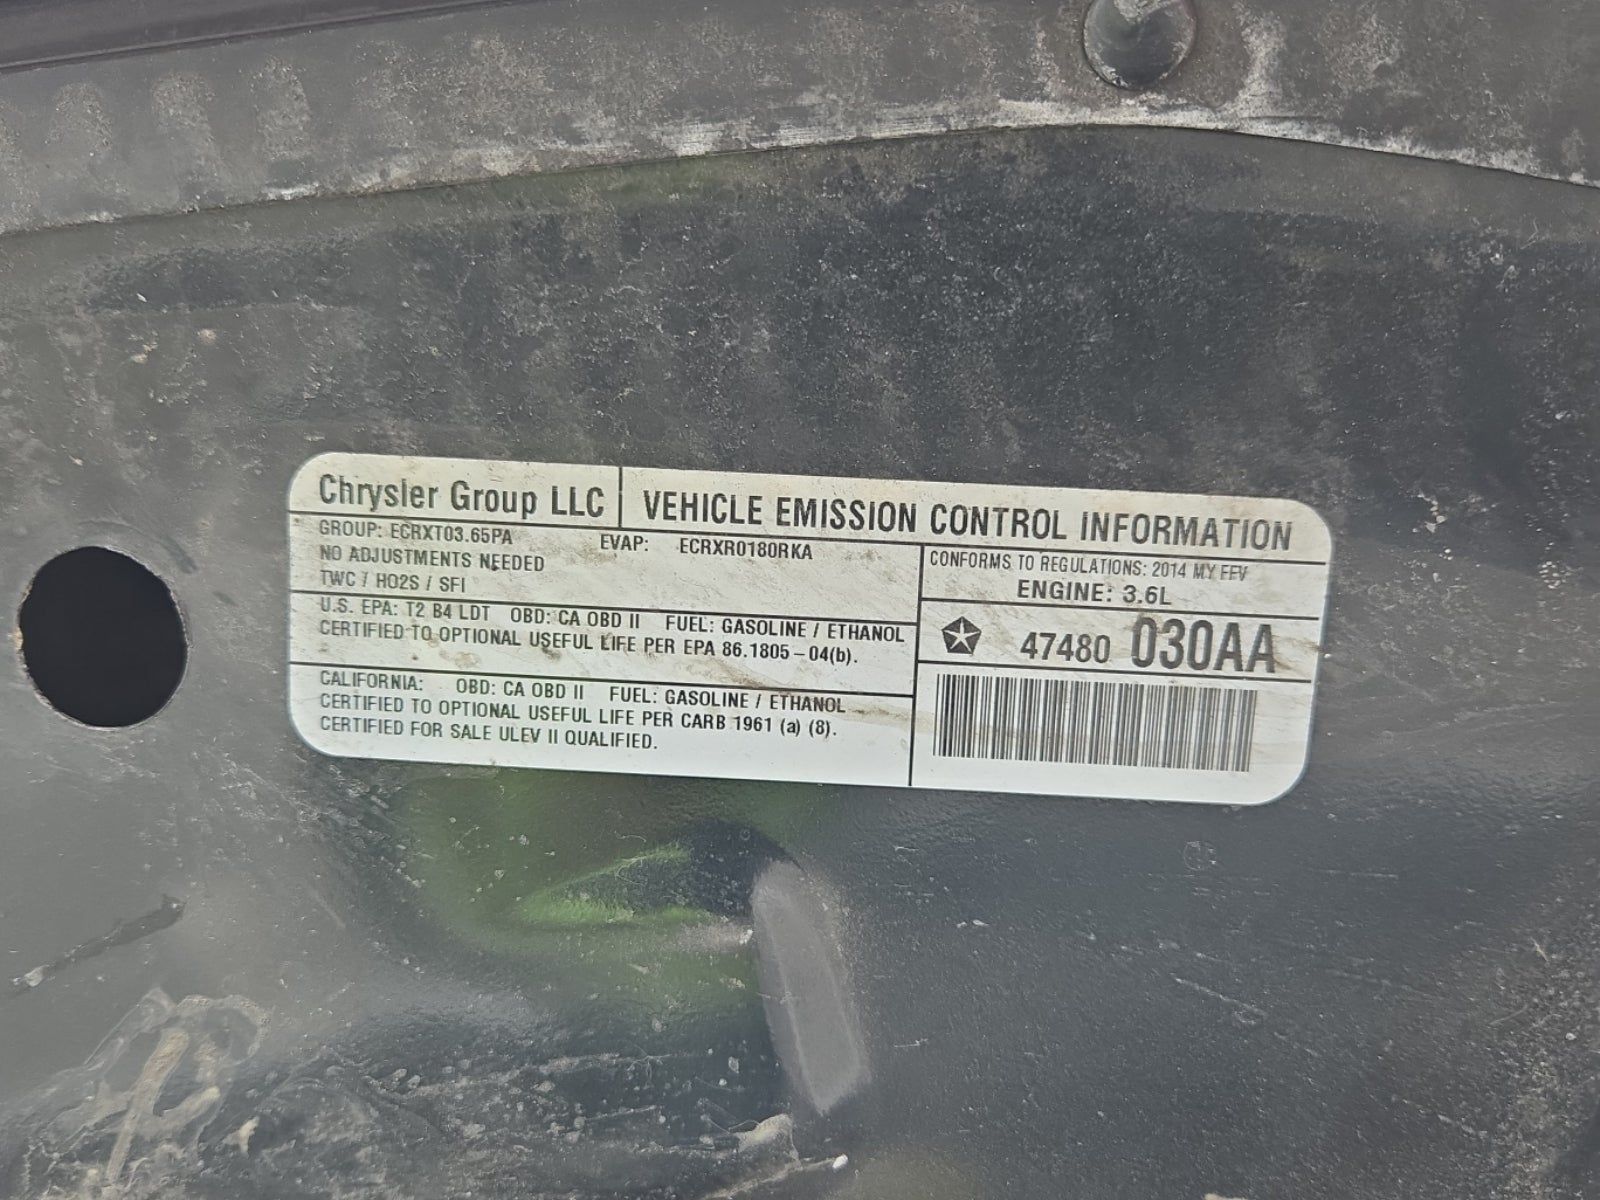 Chrysler Group LLC
VEHICLE EMISSION CONTROL INFORMATION
GROUP: ECRXT03.65PA EVAP: ECRXR0180RKA
NO ADJUSTMENTS NEEDED
TWC / HO2S / SFI
CONFORMS TO REGULATIONS: 2014 MY FFV
ENGINE: 3.6L
U.S. EPA: T2 B4 LDT OBD: CA OBD II FUEL: GASOLINE / ETHANOL
CERTIFIED TO OPTIONAL USEFUL LIFE PER EPA 86.1805-04(b).
47480 030AA
CALIFORNIA: OBD: CA OBD II FUEL: GASOLINE / ETHANOL
CERTIFIED TO OPTIONAL USEFUL LIFE PER CARB 1961 (a) (8).
CERTIFIED FOR SALE ULEV II QUALIFIED.